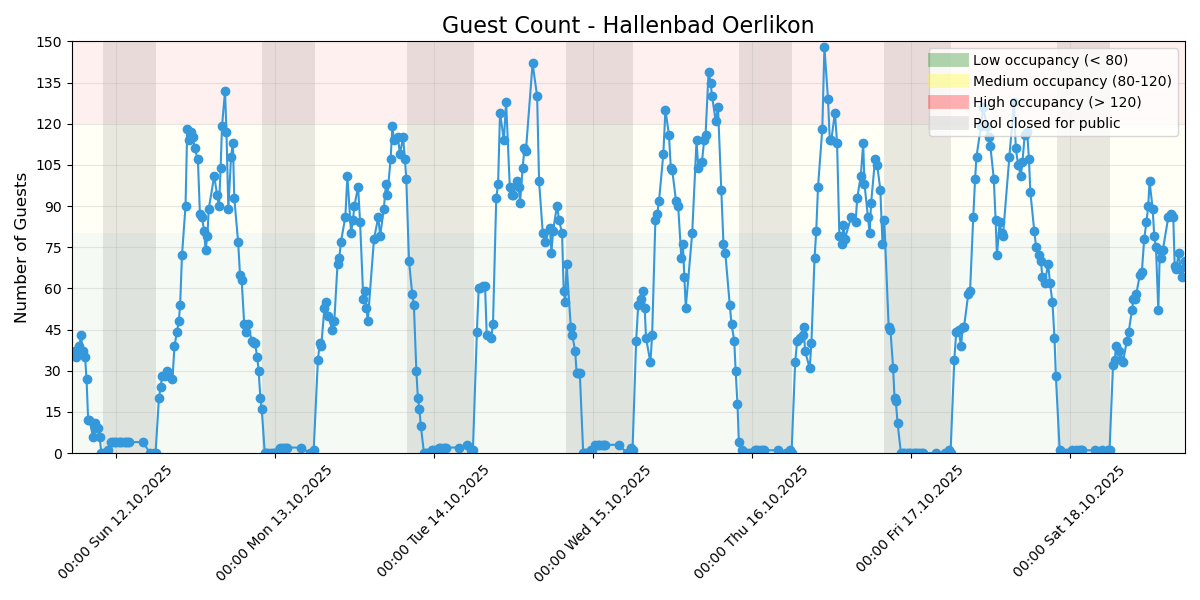 Guest Count - Hallenbad Oerlikon
Number of Guests
150
135
120
105
90
75
60
45
30
15
0
Low occupancy (< 80)
Medium occupancy (80-120)
High occupancy (> 120)
Pool closed for public
00:00 Sun 12.10.2025
00:00 Mon 13.10.2025
00:00 Tue 14.10.2025
00:00 Wed 15.10.2025
00:00 Thu 16.10.2025
00:00 Fri 17.10.2025
00:00 Sat 18.10.2025